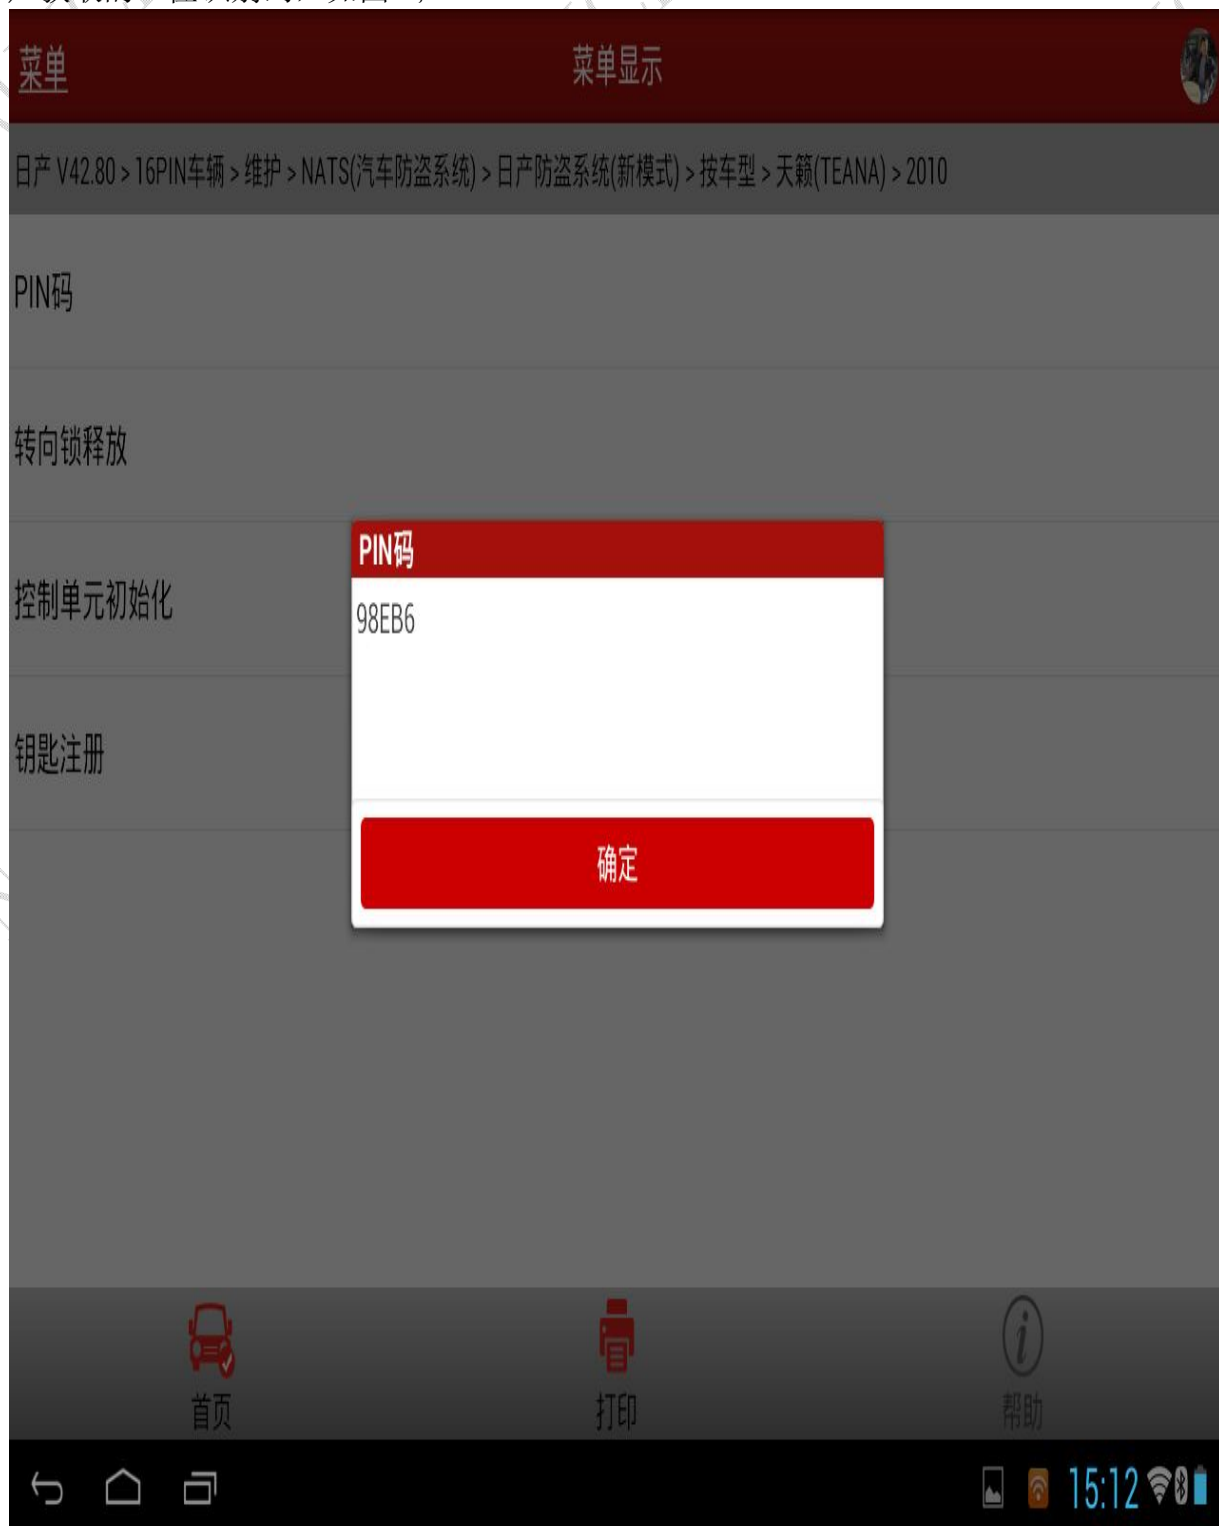 菜单
菜单显示
日产 V42.80 > 16PIN车辆 > 维护 > NATS(汽车防盗系统) > 日产防盗系统(新模式) > 按车型 > 天籁(TEANA) > 2010
PIN码
转向锁释放
控制单元初始化
钥匙注册
PIN码
98EB6
确定
首页
打印
帮助
15:12